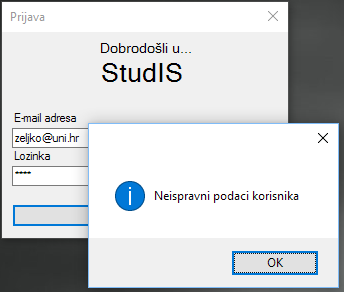 Prijava
Dobrodošli u...
StudIS
E-mail adresa
zeljko@uni.hr
Lozinka
****
Neispravni podaci korisnika
OK